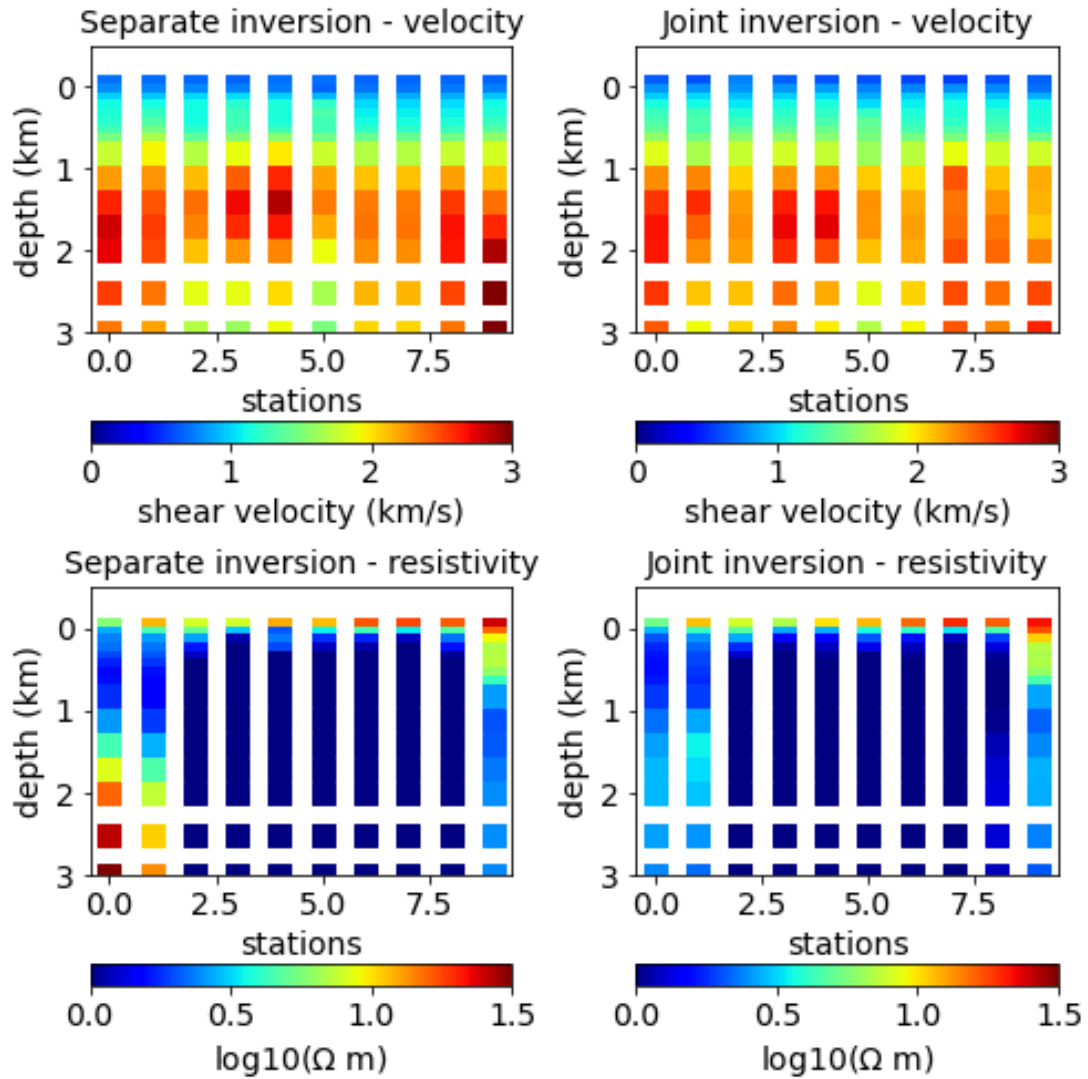 Separate inversion - velocity
Joint inversion - velocity
depth (km)
0
1
2
3
0.0 2.5 5.0 7.5
stations
0 1 2 3
shear velocity (km/s)
depth (km)
0
1
2
3
0.0 2.5 5.0 7.5
stations
0 1 2 3
shear velocity (km/s)
Separate inversion - resistivity
Joint inversion - resistivity
depth (km)
0
1
2
3
0.0 2.5 5.0 7.5
stations
0.0 0.5 1.0 1.5
log10(Ω m)
depth (km)
0
1
2
3
0.0 2.5 5.0 7.5
stations
0.0 0.5 1.0 1.5
log10(Ω m)